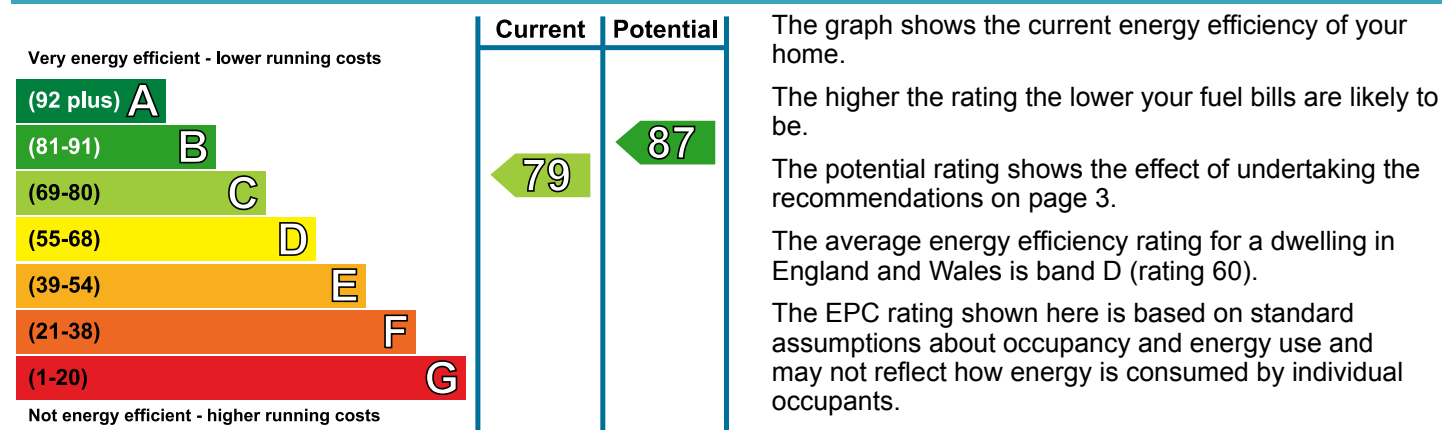 Current Potential
Very energy efficient - lower running costs
(92 plus) A
(81-91) B
87
(69-80) C
79
(55-68) D
(39-54) E
(21-38) F
(1-20) G
Not energy efficient - higher running costs
The graph shows the current energy efficiency of your
home.
The higher the rating the lower your fuel bills are likely to
be.
The potential rating shows the effect of undertaking the
recommendations on page 3.
The average energy efficiency rating for a dwelling in
England and Wales is band D (rating 60).
The EPC rating shown here is based on standard
assumptions about occupancy and energy use and
may not reflect how energy is consumed by individual
occupants.